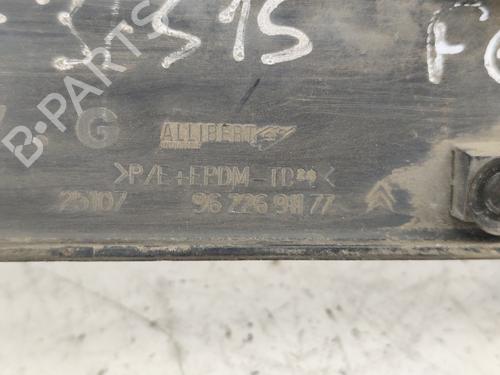 515
G
ALLIBERT
>P/E+EPDM-TD20<
25107 96 226 911 77
B-PARTS